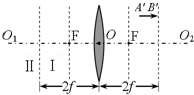 A′ B′
O₁ F O F O₂
II I
2f 2f